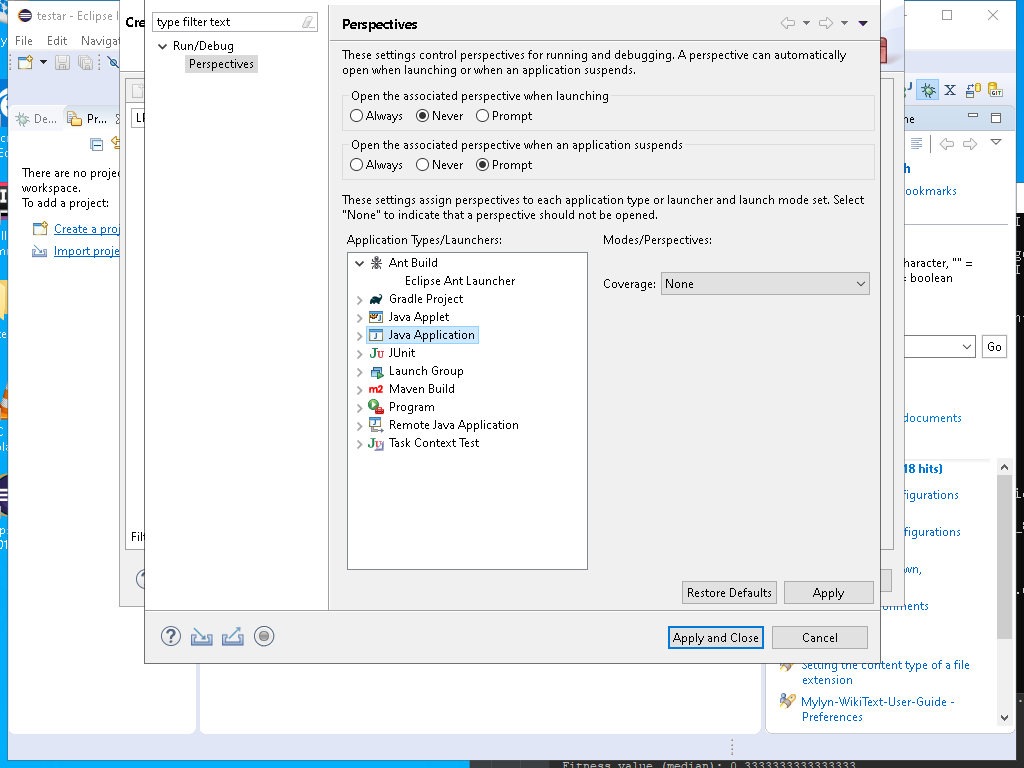 testar - Eclipse I
File Edit Navigat
Cre
type filter text
Run/Debug
Perspectives
Perspectives
These settings control perspectives for running and debugging. A perspective can automatically
open when launching or when an application suspends.
Open the associated perspective when launching
Always Never Prompt
Open the associated perspective when an application suspends
Always Never Prompt
These settings assign perspectives to each application type or launcher and launch mode set. Select
"None" to indicate that a perspective should not be opened.
Application Types/Launchers:
Modes/Perspectives:
Ant Build
Eclipse Ant Launcher
Gradle Project
Java Applet
Java Application
JUnit
Launch Group
Maven Build
Program
Remote Java Application
Task Context Test
Coverage: None
Restore Defaults
Apply
Apply and Close
Cancel
De...
Pr...
There are no projec
workspace.
To add a project:
Create a proj
Import proje
Filt
ne
h
ookmarks
haracter, "" =
= boolean
Go
documents
18 hits)
figurations
figurations
wn,
onments
Setting the content type of a file
extension
Mylyn-WikiText-User-Guide -
Preferences
Fitness value (median): 0.3333333333333333